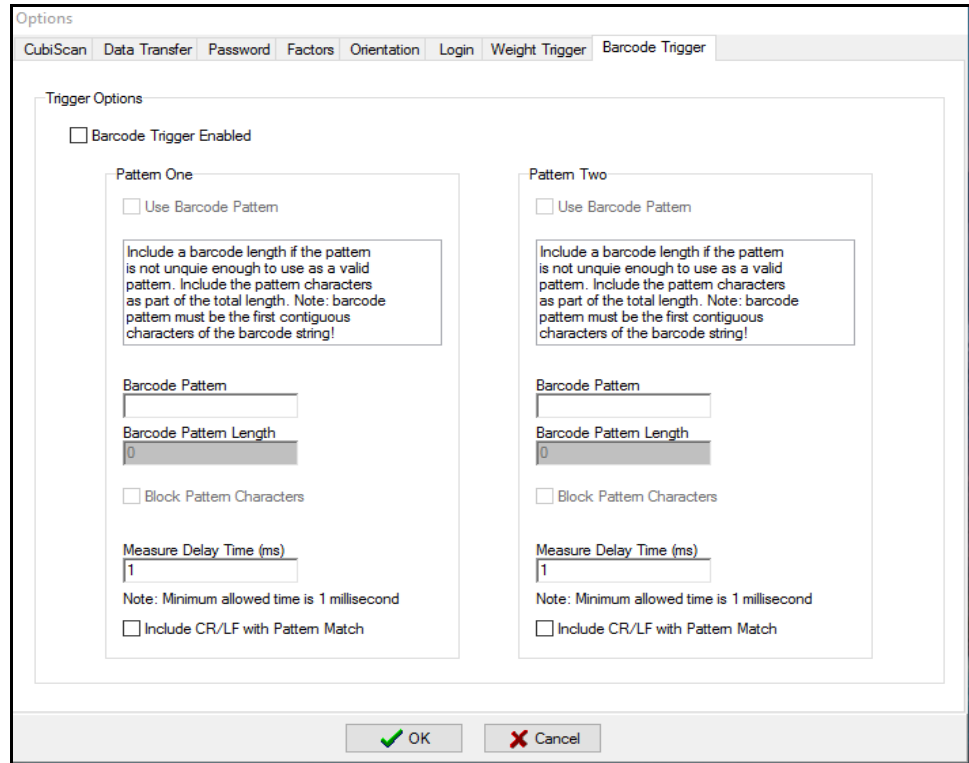 Options
CubiScan Data Transfer Password Factors Orientation Login Weight Trigger Barcode Trigger
Trigger Options
Barcode Trigger Enabled
Pattern One
Use Barcode Pattern
Include a barcode length if the pattern
is not unquie enough to use as a valid
pattern. Include the pattern characters
as part of the total length. Note: barcode
pattern must be the first contiguous
characters of the barcode string!
Barcode Pattern
Barcode Pattern Length
0
Block Pattern Characters
Measure Delay Time (ms)
1
Note: Minimum allowed time is 1 millisecond
Include CR/LF with Pattern Match
Pattern Two
Use Barcode Pattern
Include a barcode length if the pattern
is not unquie enough to use as a valid
pattern. Include the pattern characters
as part of the total length. Note: barcode
pattern must be the first contiguous
characters of the barcode string!
Barcode Pattern
Barcode Pattern Length
0
Block Pattern Characters
Measure Delay Time (ms)
1
Note: Minimum allowed time is 1 millisecond
Include CR/LF with Pattern Match
OK Cancel